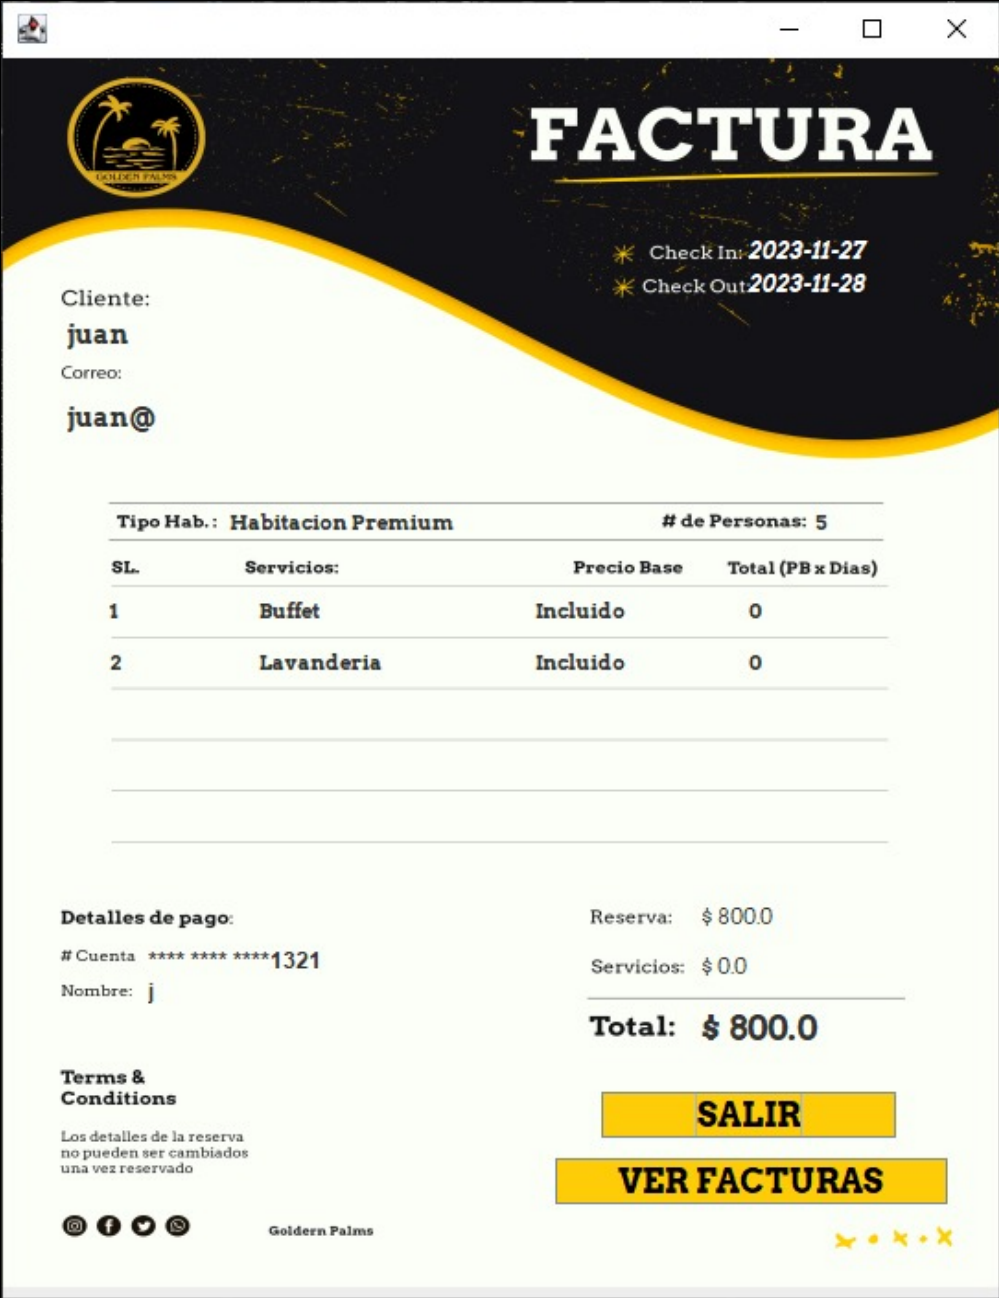 GOLDEN PALMS
FACTURA
Check In: 2023-11-27
Check Out: 2023-11-28
Cliente:
juan
Correo:
juan@
Tipo Hab.: Habitacion Premium # de Personas: 5
SL. Servicios: Precio Base Total (PB x Dias)
1 Buffet Incluido 0
2 Lavanderia Incluido 0
Detalles de pago:
# Cuenta **** **** ****1321
Nombre: j
Reserva: $ 800.0
Servicios: $ 0.0
Total: $ 800.0
Terms &
Conditions
Los detalles de la reserva
no pueden ser cambiados
una vez reservado
SALIR
VER FACTURAS
Goldern Palms